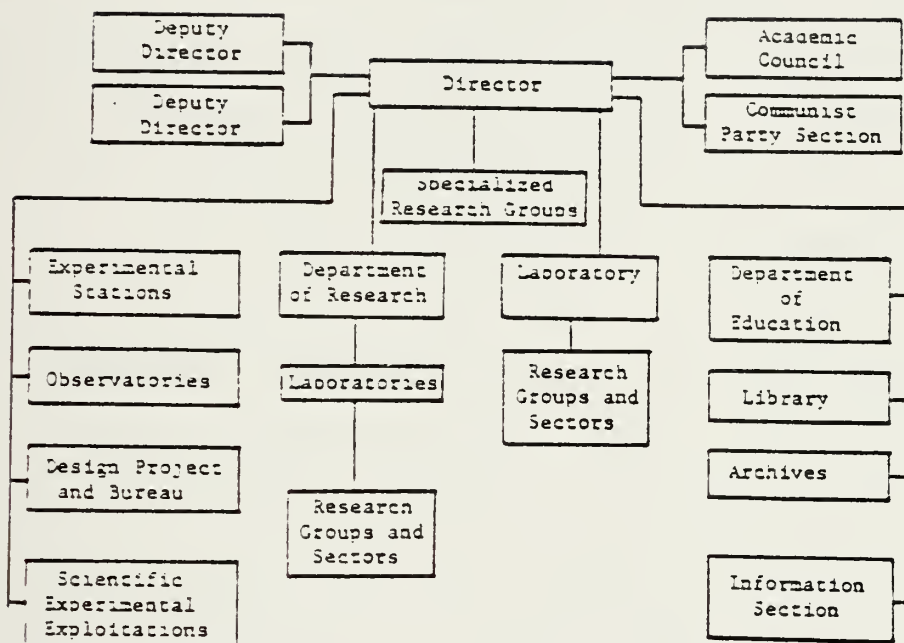 Deputy
Director
Deputy
Director
Director
Academic
Council
Communist
Party Section
Specialized
Research Groups
Experimental
Stations
Observatories
Design Project
and Bureau
Scientific
Experimental
Exploitations
Department
of Research
Laboratories
Research
Groups and
Sectors
Laboratory
Research
Groups and
Sectors
Department
of
Education
Library
Archives
Information
Section